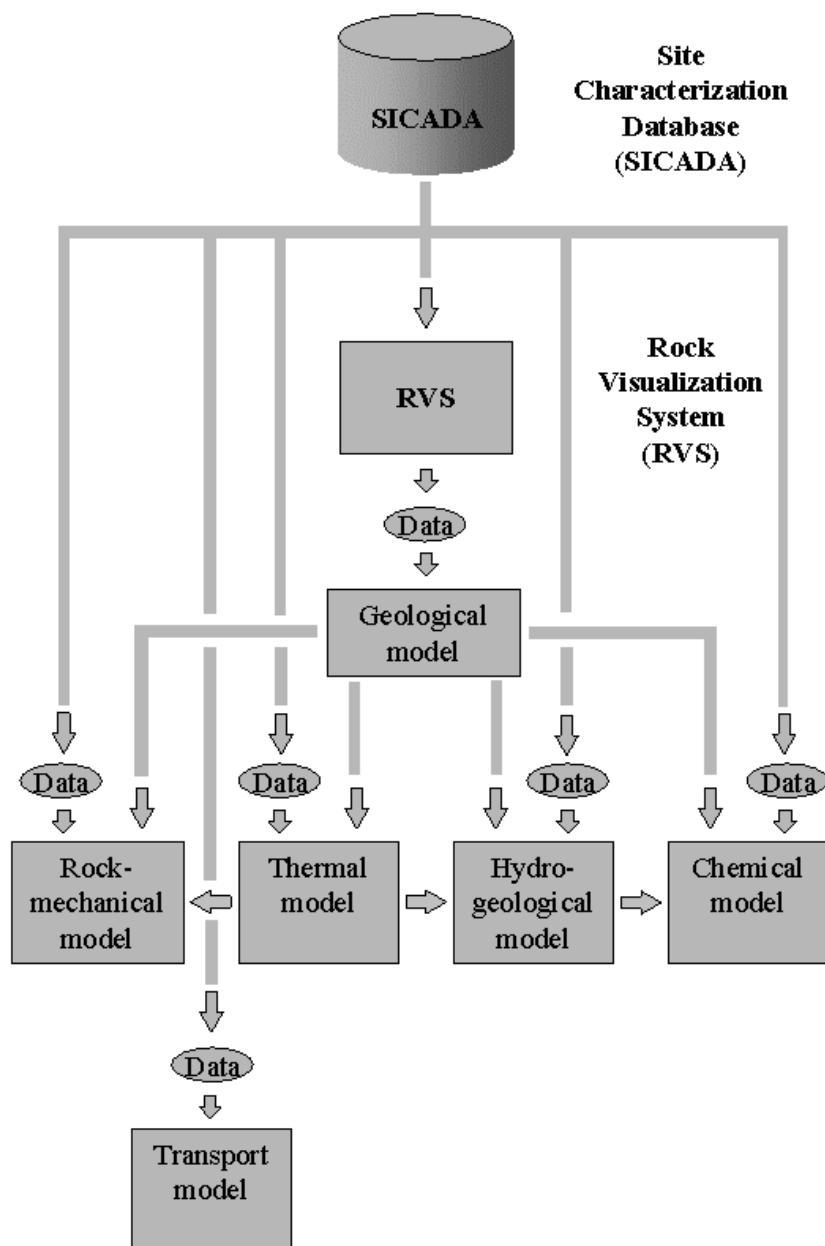 SICADA
Site
Characterization
Database
(SICADA)
RVS
Rock
Visualization
System
(RVS)
Data
Geological
model
Data
Data
Data
Data
Rock-
mechanical
model
Thermal
model
Hydro-
geological
model
Chemical
model
Data
Transport
model